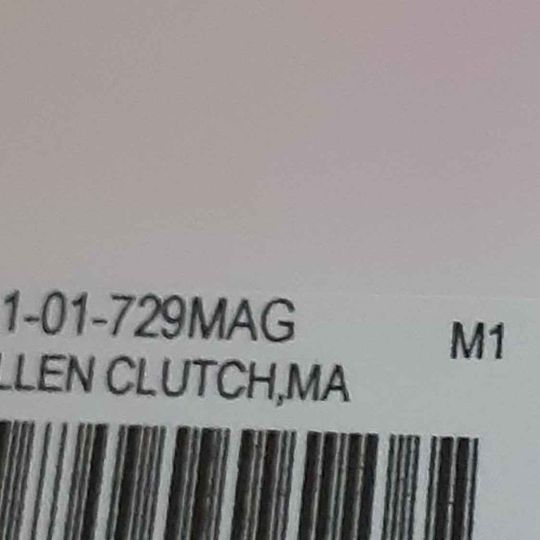 1-01-729MAG M1
LLEN CLUTCH,MA